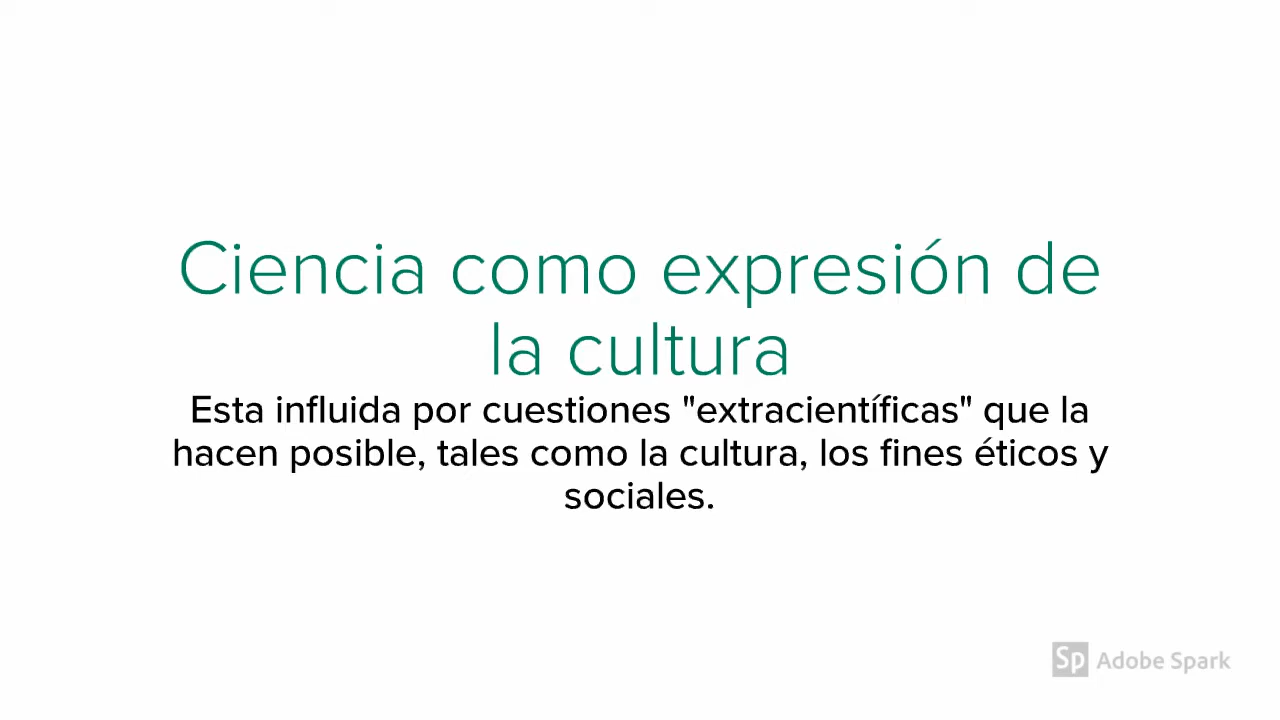 Ciencia como expresión de
la cultura
Esta influida por cuestiones "extracientíficas" que la
hacen posible, tales como la cultura, los fines éticos y
sociales.
Sp Adobe Spark